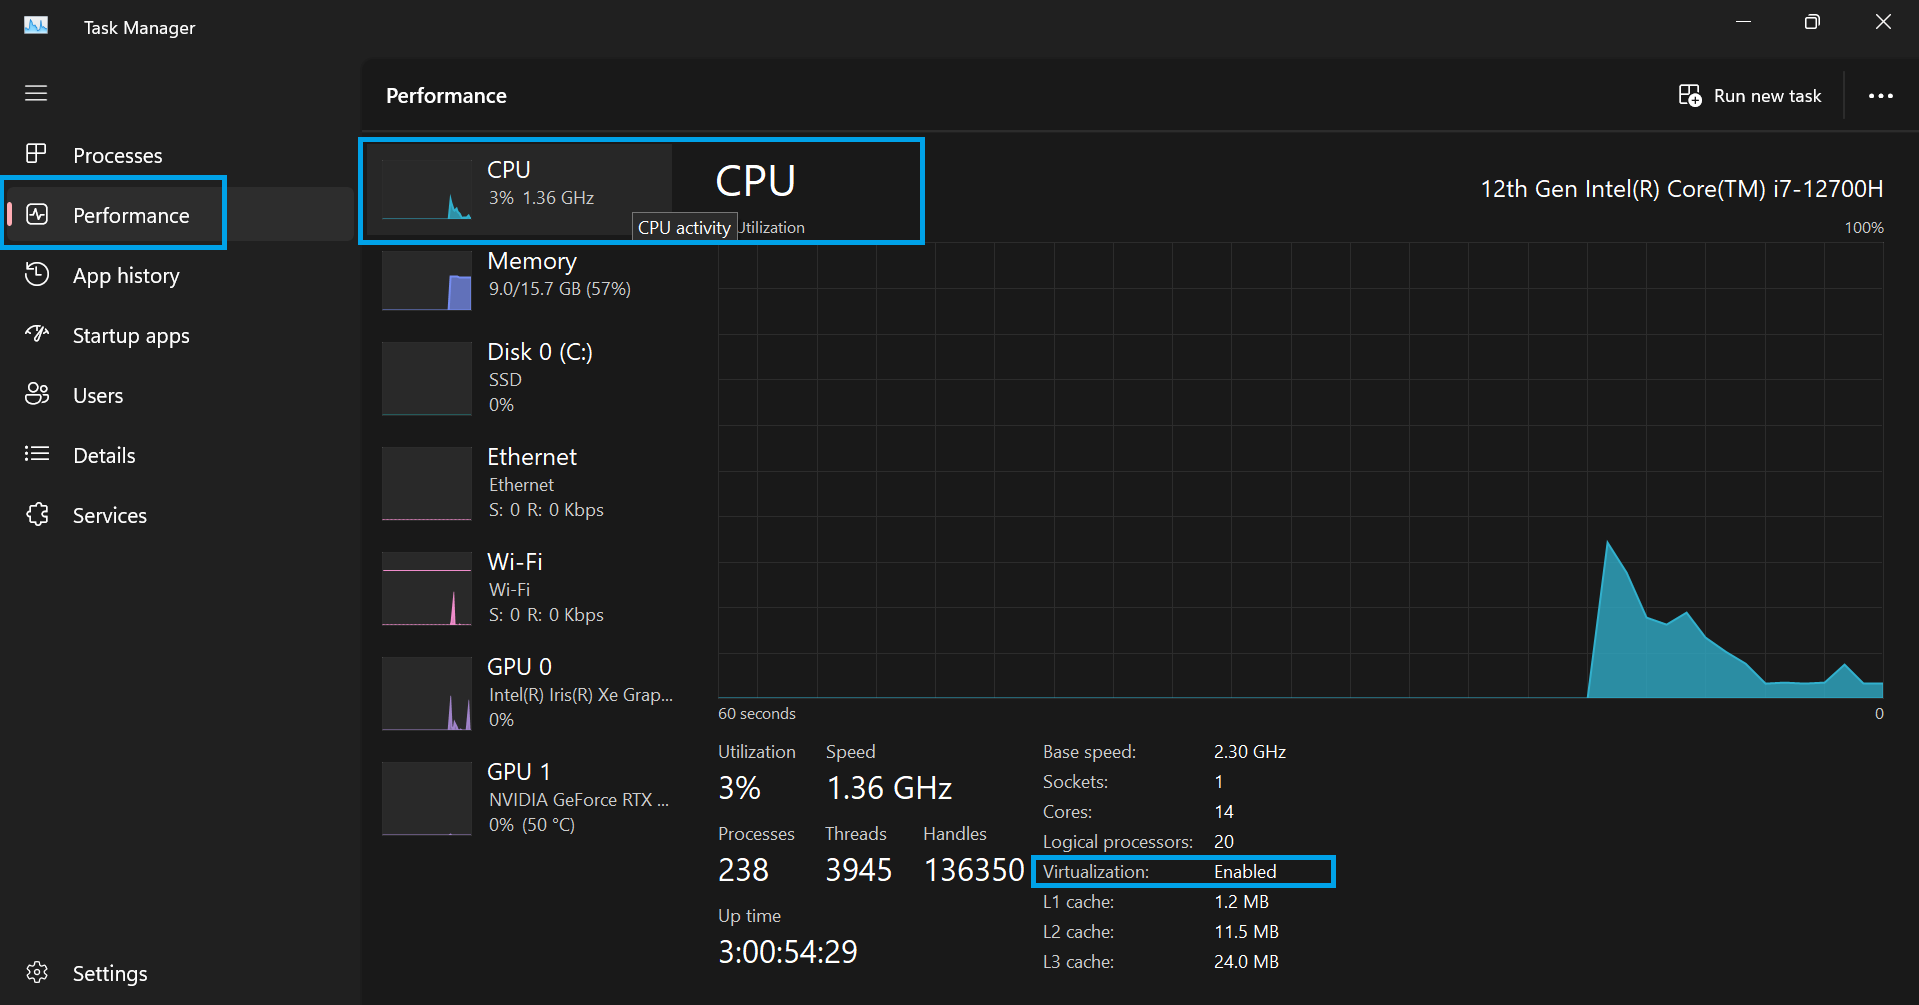 Task Manager
Processes
Performance
App history
Startup apps
Users
Details
Services
Settings
Performance
Run new task
CPU
3% 1.36 GHz
CPU activity
Memory
9.0/15.7 GB (57%)
Disk 0 (C:)
SSD
0%
Ethernet
Ethernet
S: 0 R: 0 Kbps
Wi-Fi
Wi-Fi
S: 0 R: 0 Kbps
GPU 0
Intel(R) Iris(R) Xe Grap...
0%
GPU 1
NVIDIA GeForce RTX ...
0% (50 °C)
CPU
12th Gen Intel(R) Core(TM) i7-12700H
Utilization
100%
60 seconds
0
Utilization
3%
Speed
1.36 GHz
Processes
238
Threads
3945
Handles
136350
Up time
3:00:54:29
Base speed: 2.30 GHz
Sockets: 1
Cores: 14
Logical processors: 20
Virtualization: Enabled
L1 cache: 1.2 MB
L2 cache: 11.5 MB
L3 cache: 24.0 MB